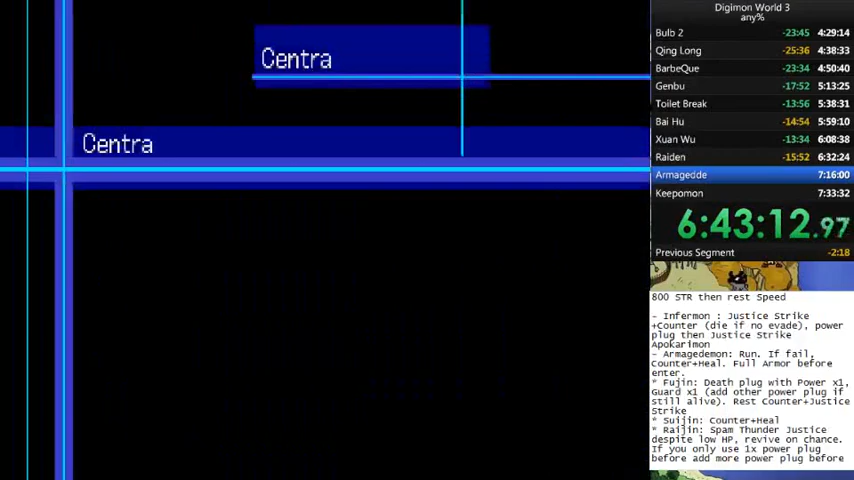 Centra
Centra
Digimon World 3
any%
Bulb 2 -23:45 4:29:14
Qing Long -25:36 4:38:33
BarbeQue -23:34 4:50:40
Genbu -17:52 5:13:25
Toilet Break -13:56 5:38:31
Bai Hu -14:54 5:59:10
Xuan Wu -13:34 6:08:38
Raiden -15:52 6:32:24
Armagedde 7:16:00
Keepomon 7:33:32
6:43:12.97
Previous Segment -2:18
800 STR then rest Speed
- Infermon : Justice Strike
+Counter (die if no evade), power
plug then Justice Strike
Apokarimon
- Armagedemon: Run. If fail,
Counter+Heal. Full Armor before
enter.
* Fujin: Death plug with Power x1,
Guard x1 (add other power plug if
still alive). Rest Counter+Justice
Strike
* Suijin: Counter+Heal
* Raijin: Spam Thunder Justice
despite low HP, revive on chance.
If you only use 1x power plug
before add more power plug before